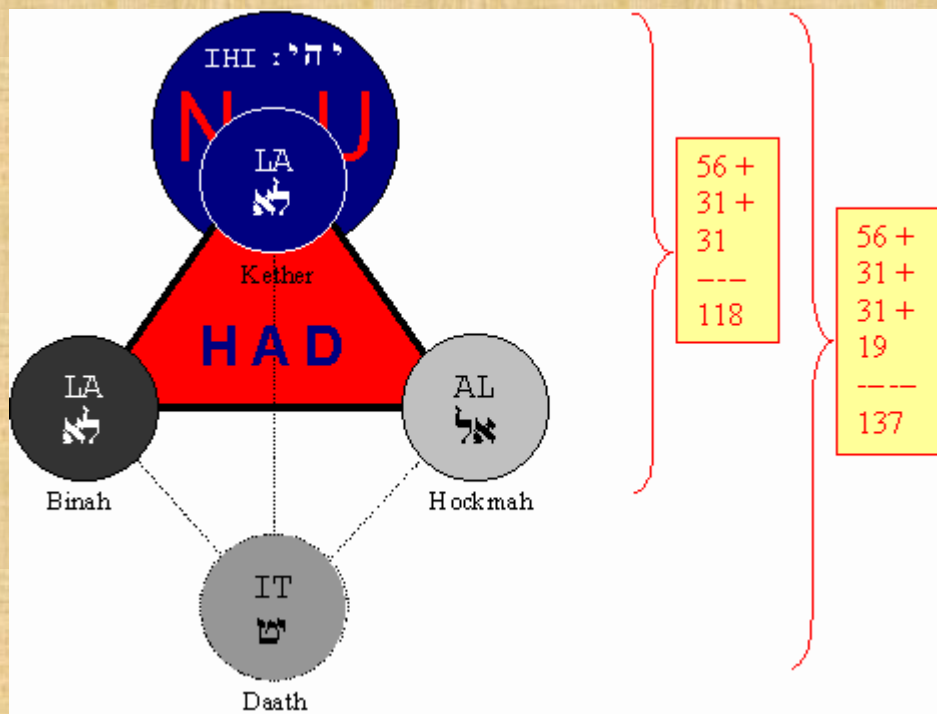 IHI : יהי
N U
LA
לא
Kether
HAD
LA
לא
Binah
AL
אל
Hockmah
IT
יט
Daath
56 +
31 +
31
----
118
56 +
31 +
31 +
19
-----
137